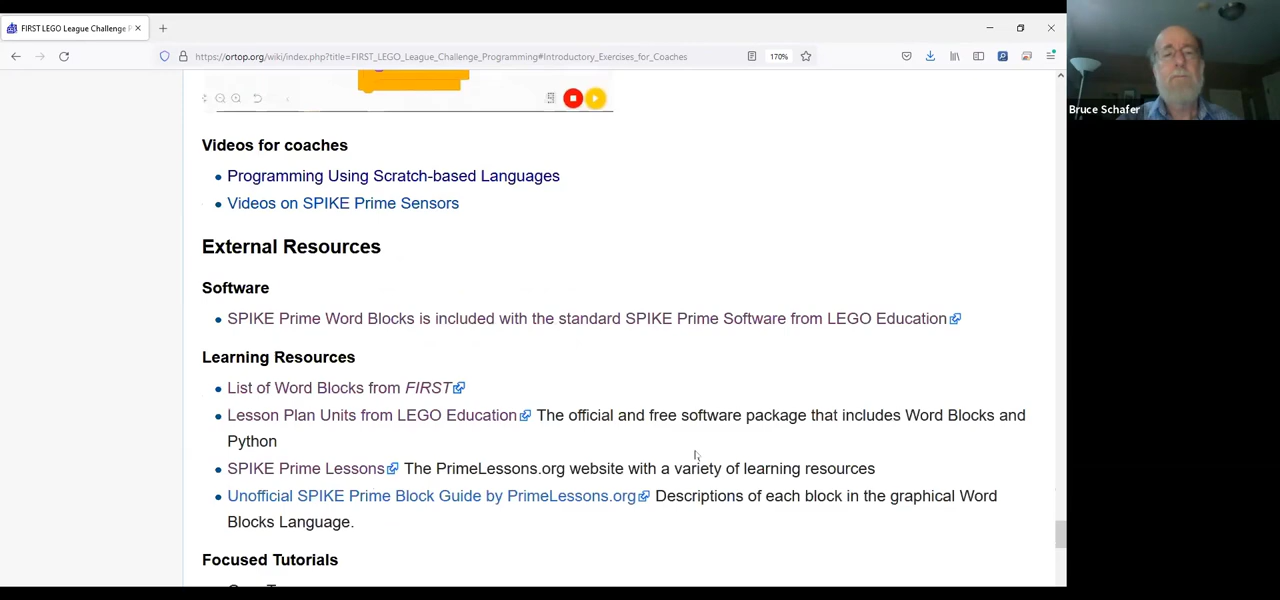 FIRST LEGO League Challenge P
https://ortop.org/wiki/index.php?title=FIRST_LEGO_League_Challenge_Programming#Introductory_Exercises_for_Coaches
170%
Bruce Schafer
Videos for coaches
Programming Using Scratch-based Languages
Videos on SPIKE Prime Sensors
External Resources
Software
SPIKE Prime Word Blocks is included with the standard SPIKE Prime Software from LEGO Education
Learning Resources
List of Word Blocks from FIRST
Lesson Plan Units from LEGO Education The official and free software package that includes Word Blocks and
Python
SPIKE Prime Lessons The PrimeLessons.org website with a variety of learning resources
Unofficial SPIKE Prime Block Guide by PrimeLessons.org Descriptions of each block in the graphical Word
Blocks Language.
Focused Tutorials